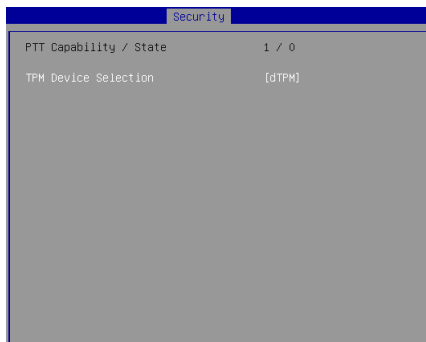 Security
PTT Capability / State 1 / 0
TPM Device Selection [dTPM]